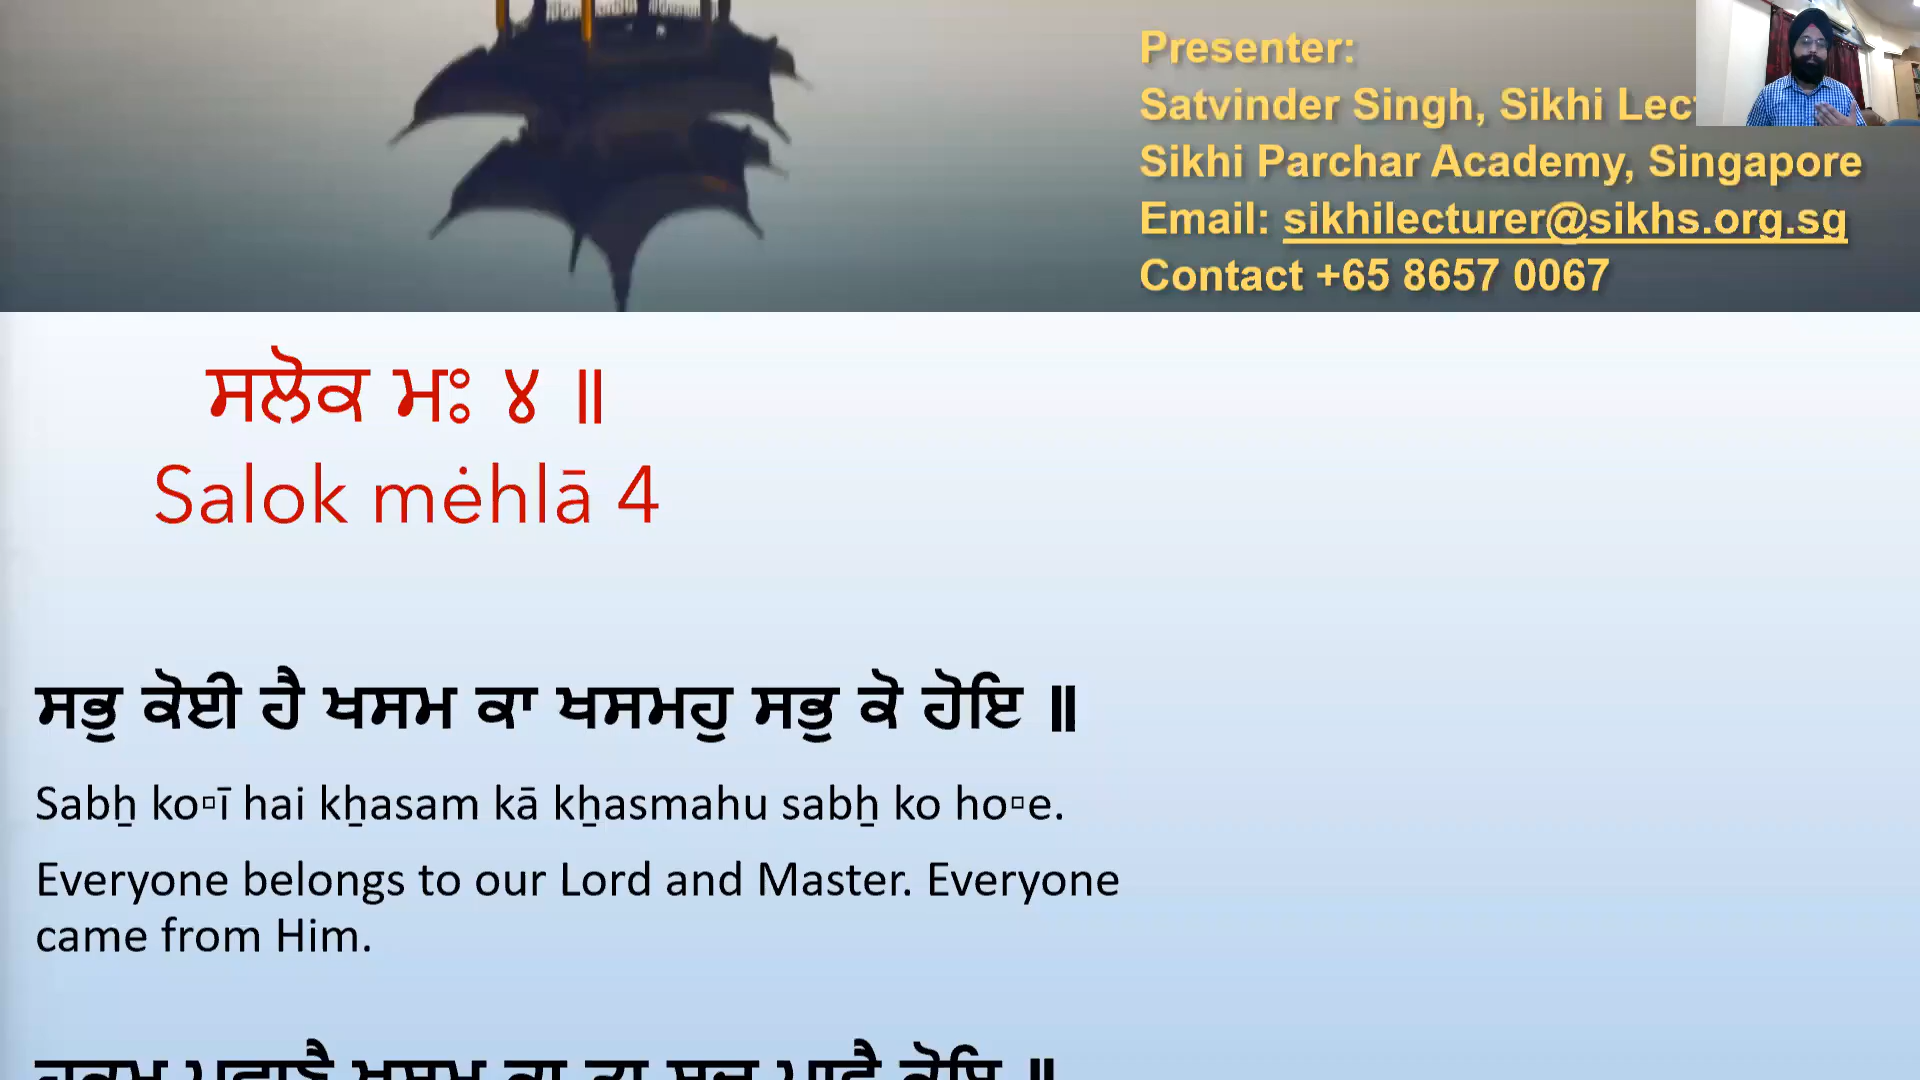 Presenter:
Satvinder Singh, Sikhi
Sikhi Parchar Academy, Singapore
Email: sikhilecturer@sikhs.org.sg
Contact +65 8657 0067
ਸਲੋਕ ਮਃ ੪ ॥
Salok mėhlā 4
ਸਭੁ ਕੋਈ ਹੈ ਖਸਮ ਕਾ ਖਸਮਹੁ ਸਭੁ ਕੋ ਹੋਇ ॥
Sabẖ ko▫ī hai kẖasam kā kẖasmahu sabẖ ko ho▫e.
Everyone belongs to our Lord and Master. Everyone
came from Him.